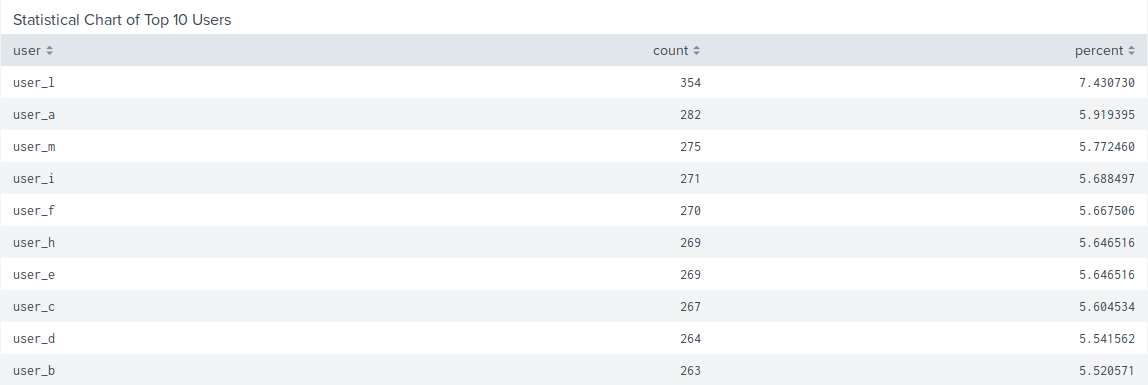 Statistical Chart of Top 10 Users
user count percent
user_l 354 7.430730
user_a 282 5.919395
user_m 275 5.772460
user_i 271 5.688497
user_f 270 5.667506
user_h 269 5.646516
user_e 269 5.646516
user_c 267 5.604534
user_d 264 5.541562
user_b 263 5.520571